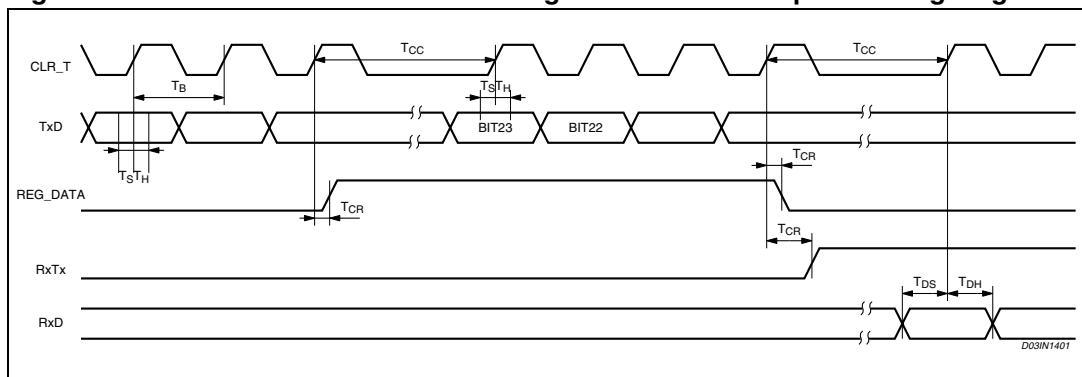 CLR_T
TCC
TCC
TB
TSTH
TxD
BIT23
BIT22
TSTH
TCR
REG_DATA
TCR
TCR
RxTx
TDS
TDH
RxD
D03IN1401